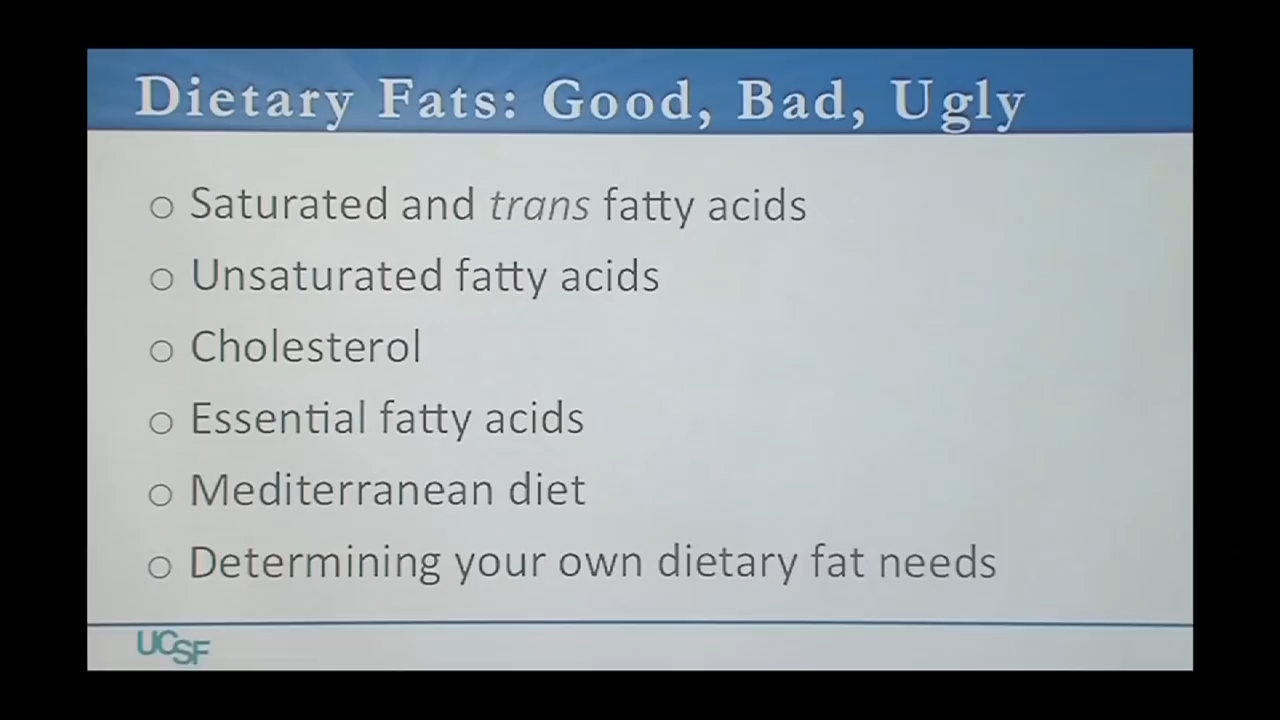 Dietary Fats: Good, Bad, Ugly
○ Saturated and trans fatty acids
○ Unsaturated fatty acids
○ Cholesterol
○ Essential fatty acids
○ Mediterranean diet
○ Determining your own dietary fat needs
UCSF